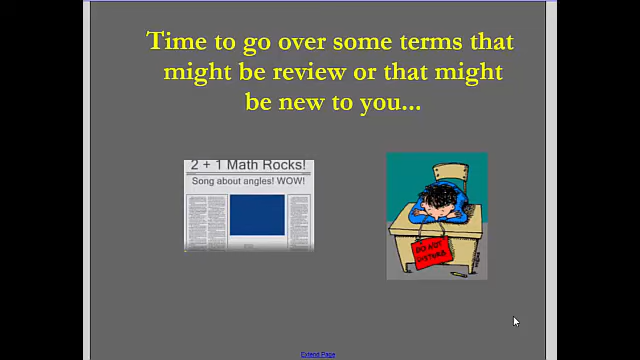 Time to go over some terms that
might be review or that might
be new to you...
2 + 1 Math Rocks!
Song about angles! WOW!
DO NOT
DISTURB
Extend Page